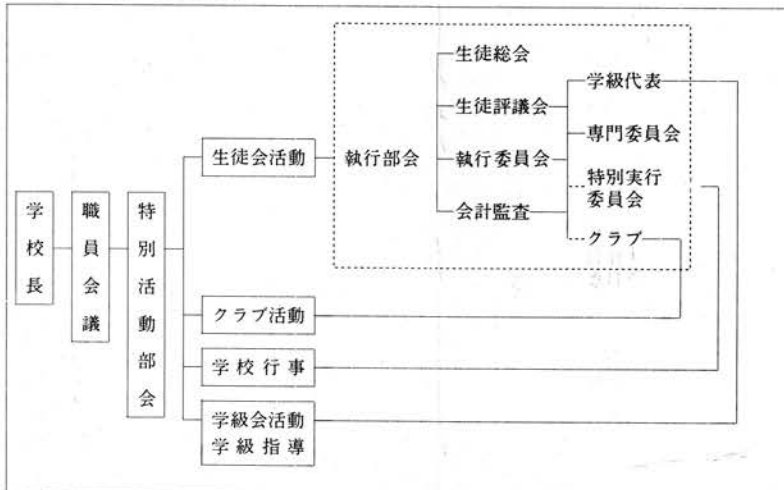 学校長
職員会議
特別活動部会
生徒会活動
執行部会
生徒総会
生徒評議会
執行委員会
会計監査
学級代表
専門委員会
特別実行
委員会
クラブ
クラブ活動
学校行事
学級会活動
学級指導